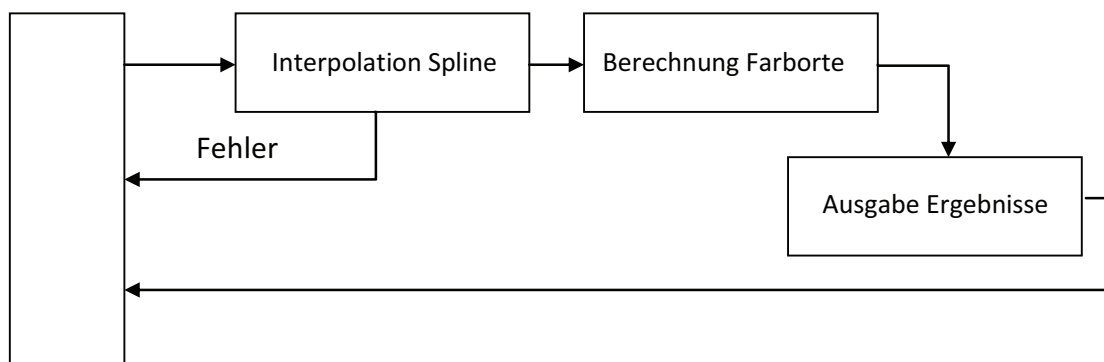 Interpolation Spline
Berechnung Farborte
Fehler
Ausgabe Ergebnisse